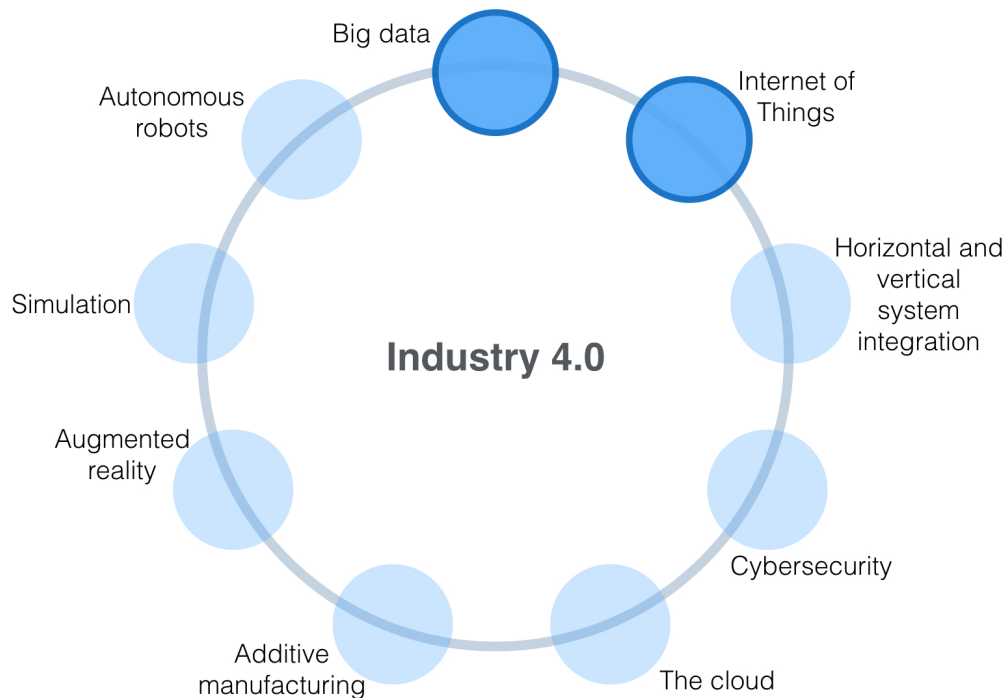 Big data
Internet of
Things
Horizontal and
vertical
system
integration
Cybersecurity
The cloud
Additive
manufacturing
Augmented
reality
Simulation
Autonomous
robots
Industry 4.0